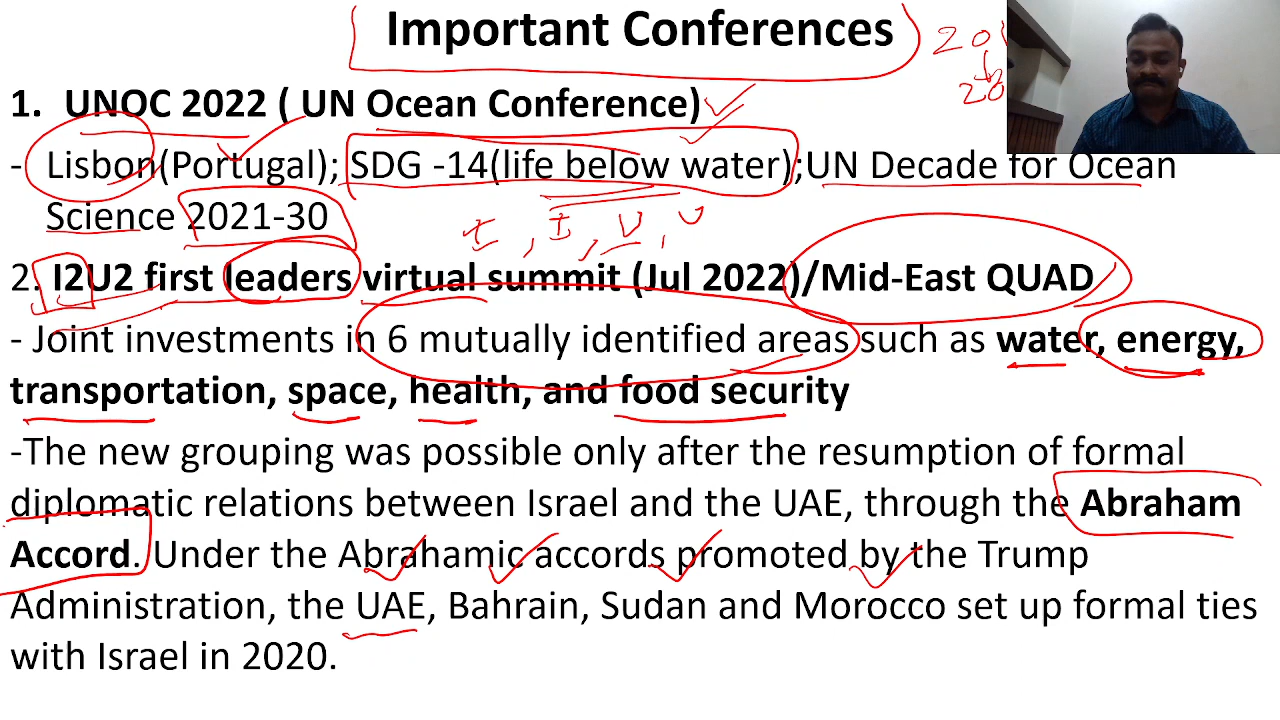 Important Conferences
1. UNOC 2022 ( UN Ocean Conference)
- Lisbon(Portugal); SDG -14(life below water);UN Decade for Ocean
Science 2021-30
I, I, U, U
2. I2U2 first leaders virtual summit (Jul 2022)/Mid-East QUAD
- Joint investments in 6 mutually identified areas such as water, energy,
transportation, space, health, and food security
-The new grouping was possible only after the resumption of formal
diplomatic relations between Israel and the UAE, through the Abraham
Accord. Under the Abrahamic accords promoted by the Trump
Administration, the UAE, Bahrain, Sudan and Morocco set up formal ties
with Israel in 2020.